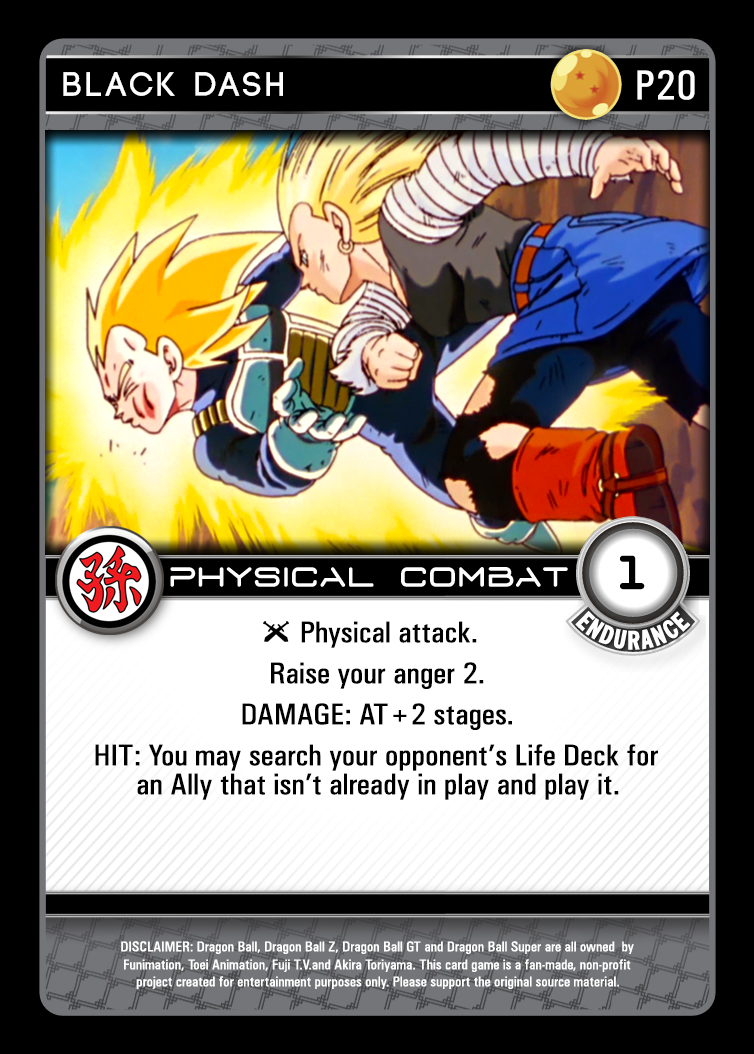 BLACK DASH
P20
孫
PHYSICAL COMBAT
1
ENDURANCE
Physical attack.
Raise your anger 2.
DAMAGE: AT + 2 stages.
HIT: You may search your opponent's Life Deck for
an Ally that isn't already in play and play it.
DISCLAIMER: Dragon Ball, Dragon Ball Z, Dragon Ball GT and Dragon Ball Super are all owned by
Funimation, Toei Animation, Fuji T.V.and Akira Toriyama. This card game is a fan-made, non-profit
project created for entertainment purposes only. Please support the original source material.